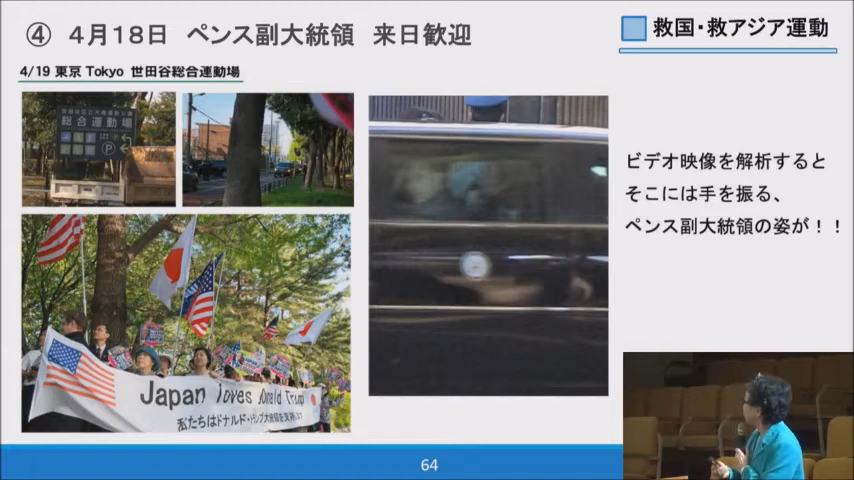 ④ 4月18日 ペンス副大統領 来日歓迎
救国・救アジア運動
4/19 東京 Tokyo 世田谷総合運動場
総合運動場
P
ビデオ映像を解析すると
そこには手を振る、
ペンス副大統領の姿が！！
Japan loves Donald Trump
私たちはドナルド・トランプ大統領を支持
64